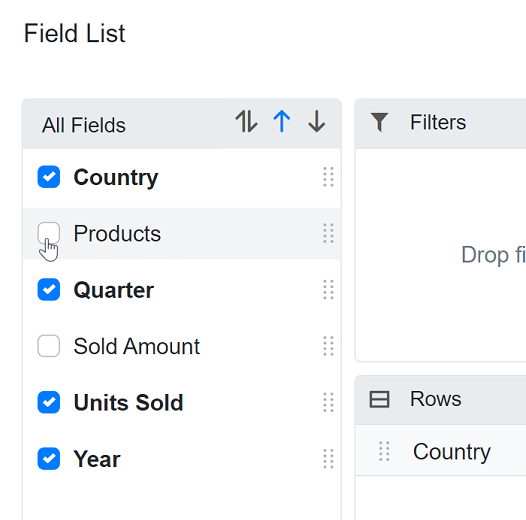 Field List
All Fields
Country
Products
Quarter
Sold Amount
Units Sold
Year
Filters
Drop fi
Rows
Country